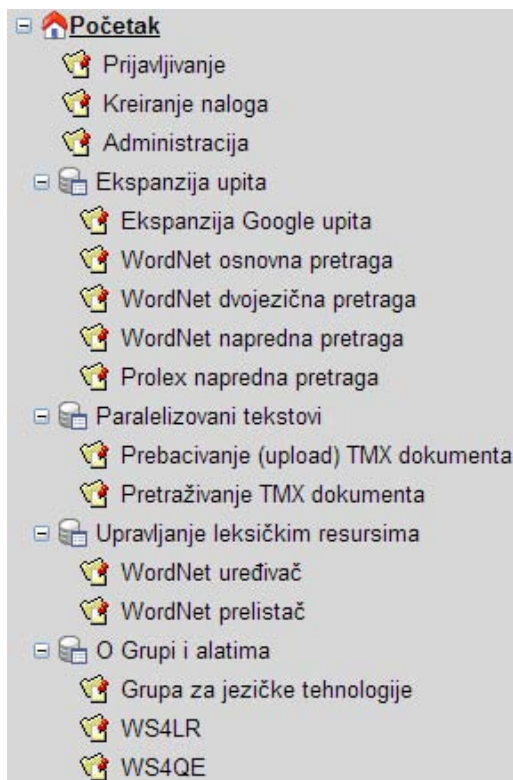 Početak
Prijavljivanje
Kreiranje naloga
Administracija
Ekspanzija upita
Ekspanzija Google upita
WordNet osnovna pretraga
WordNet dvojezična pretraga
WordNet napredna pretraga
Prolex napredna pretraga
Paralelizovani tekstovi
Prebacivanje (upload) TMX dokumenta
Pretraživanje TMX dokumenta
Upravljanje leksičkim resursima
WordNet uređivač
WordNet prelistač
O Grupi i alatima
Grupa za jezičke tehnologije
WS4LR
WS4QE